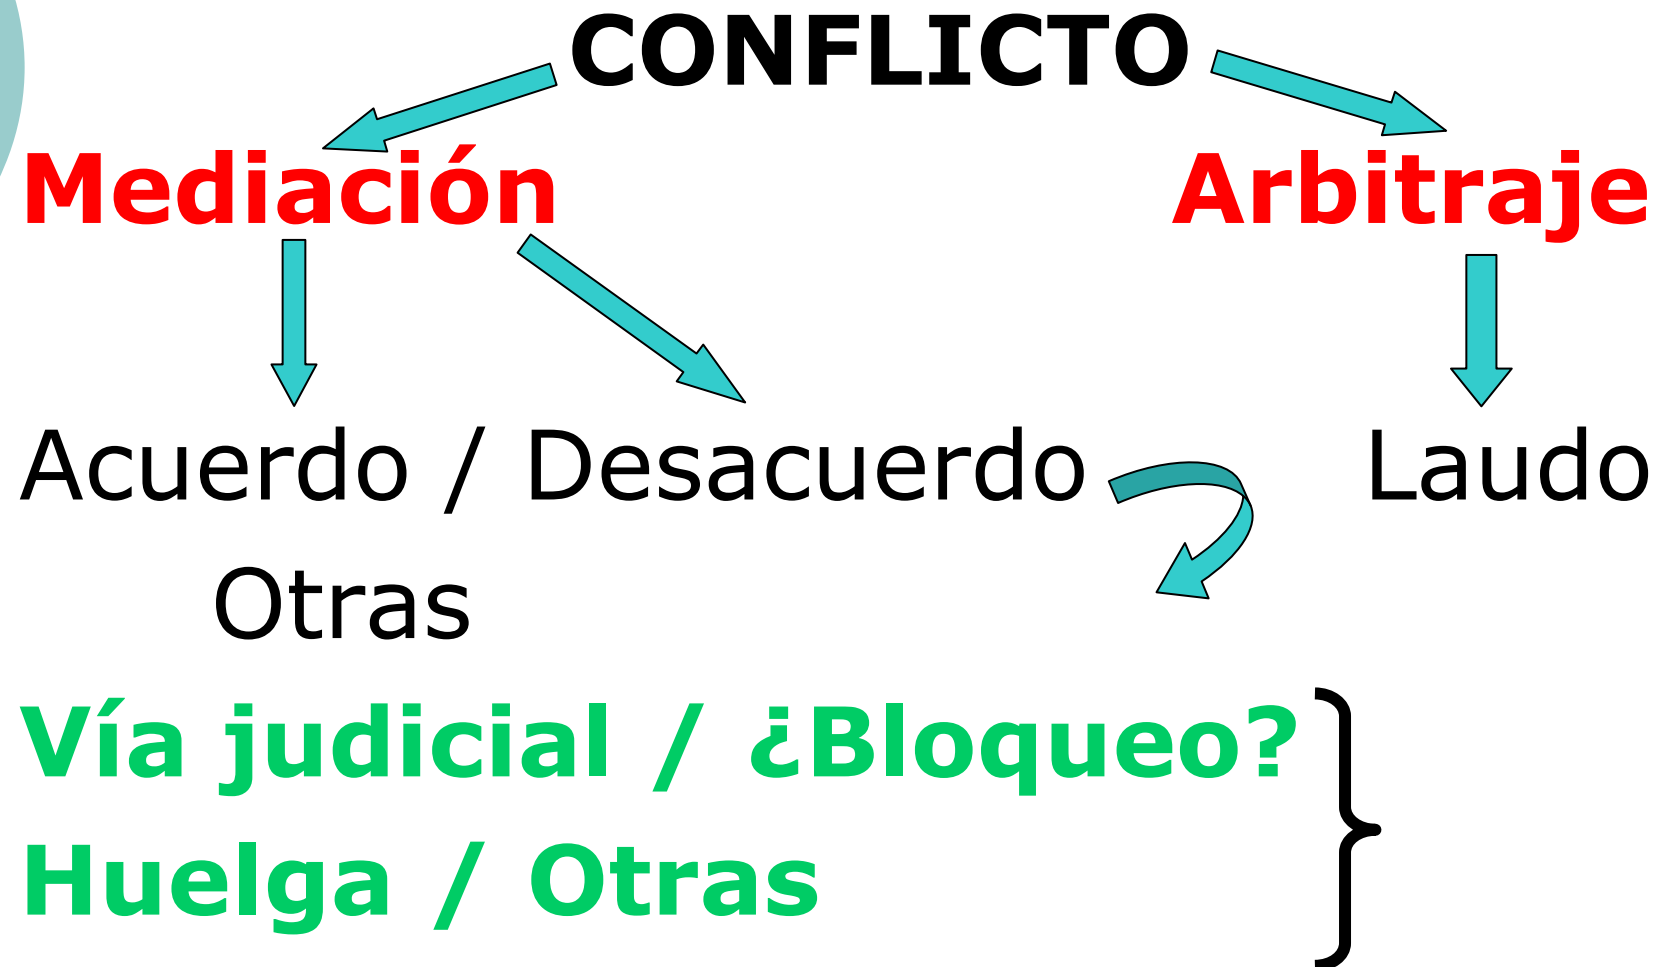 CONFLICTO
Mediación Arbitraje
Acuerdo / Desacuerdo Laudo
Otras
Vía judicial / ¿Bloqueo?
Huelga / Otras